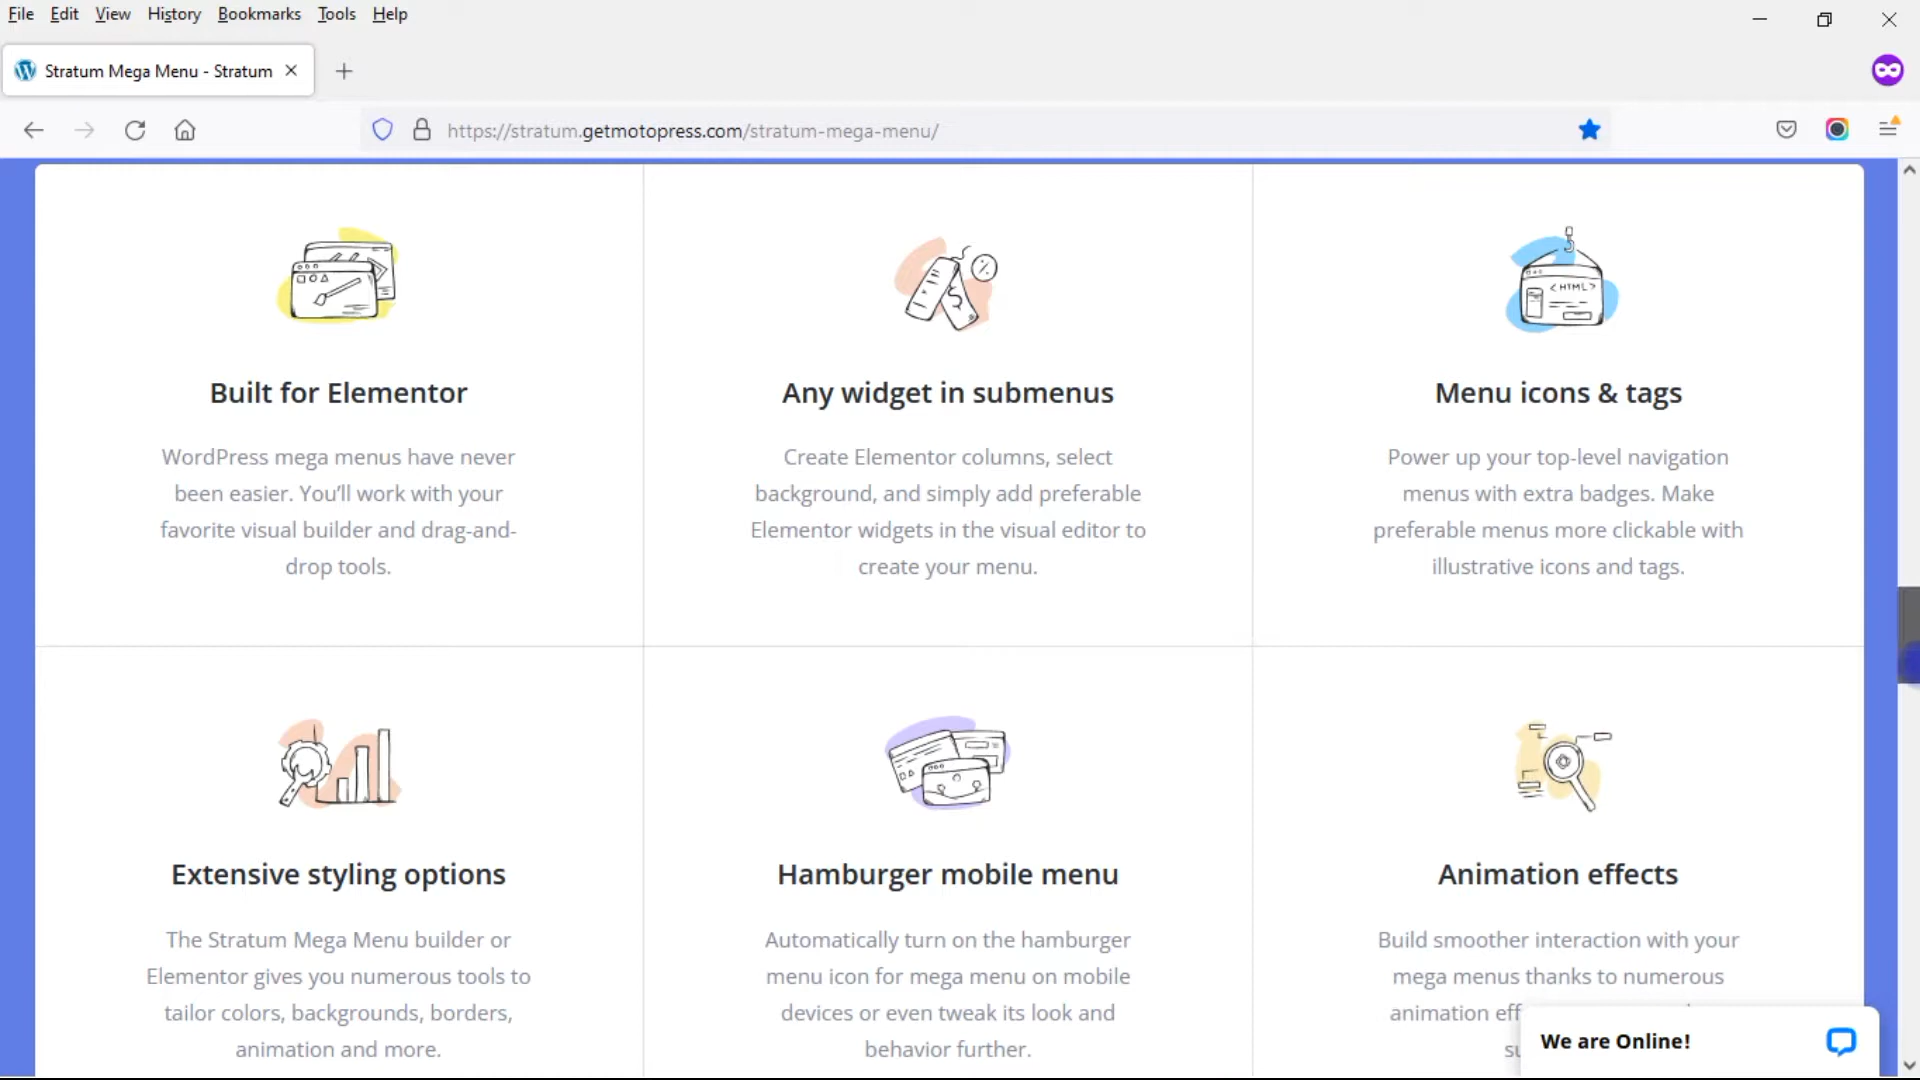 File Edit View History Bookmarks Tools Help
Stratum Mega Menu - Stratum
https://stratum.getmotopress.com/stratum-mega-menu/
<HTML>
Built for Elementor
WordPress mega menus have never
been easier. You'll work with your
favorite visual builder and drag-and-
drop tools.
Any widget in submenus
Create Elementor columns, select
background, and simply add preferable
Elementor widgets in the visual editor to
create your menu.
Menu icons & tags
Power up your top-level navigation
menus with extra badges. Make
preferable menus more clickable with
illustrative icons and tags.
Extensive styling options
The Stratum Mega Menu builder or
Elementor gives you numerous tools to
tailor colors, backgrounds, borders,
animation and more.
Hamburger mobile menu
Automatically turn on the hamburger
menu icon for mega menu on mobile
devices or even tweak its look and
behavior further.
Animation effects
Build smoother interaction with your
mega menus thanks to numerous
animation
We are Online!